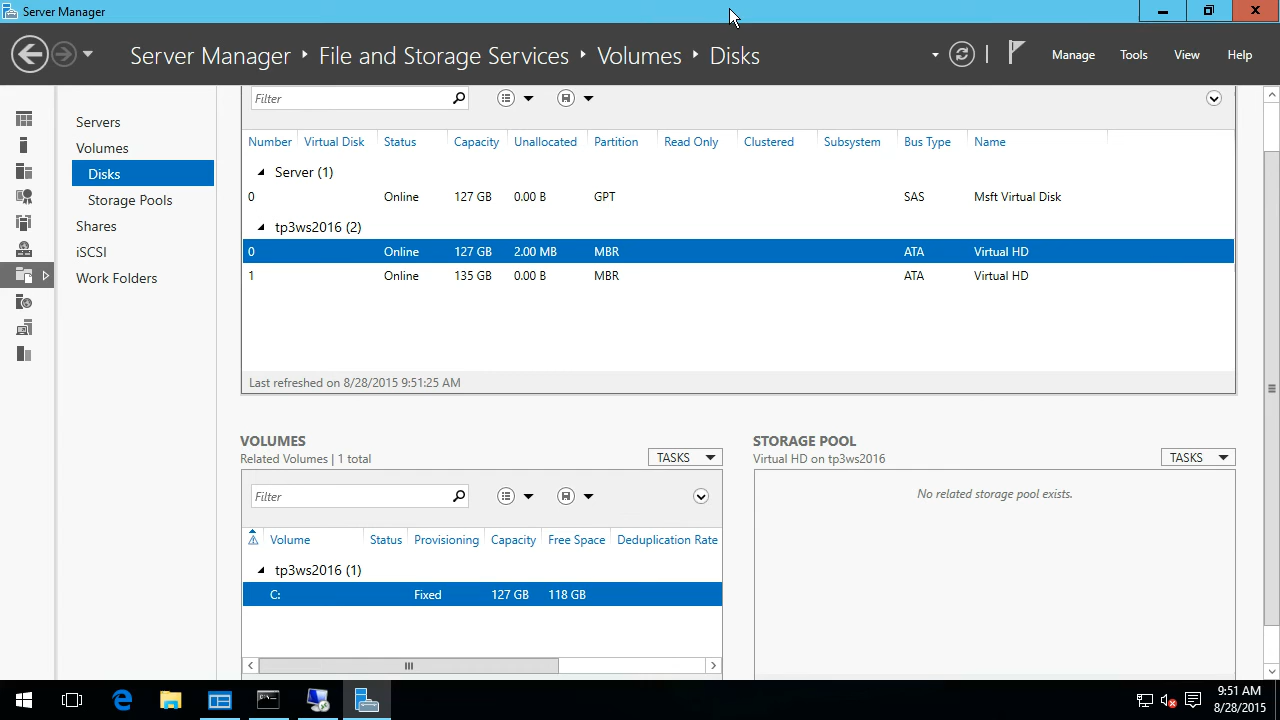 Server Manager
Server Manager ▸ File and Storage Services ▸ Volumes ▸ Disks
Manage Tools View Help
Servers
Volumes
Disks
Storage Pools
Shares
iSCSI
Work Folders
Filter
Number Virtual Disk Status Capacity Unallocated Partition Read Only Clustered Subsystem Bus Type Name
Server (1)
0 Online 127 GB 0.00 B GPT SAS Msft Virtual Disk
tp3ws2016 (2)
0 Online 127 GB 2.00 MB MBR ATA Virtual HD
1 Online 135 GB 0.00 B MBR ATA Virtual HD
Last refreshed on 8/28/2015 9:51:25 AM
VOLUMES
Related Volumes | 1 total
TASKS
Filter
Volume Status Provisioning Capacity Free Space Deduplication Rate
tp3ws2016 (1)
C: Fixed 127 GB 118 GB
STORAGE POOL
Virtual HD on tp3ws2016
TASKS
No related storage pool exists.
9:51 AM
8/28/2015